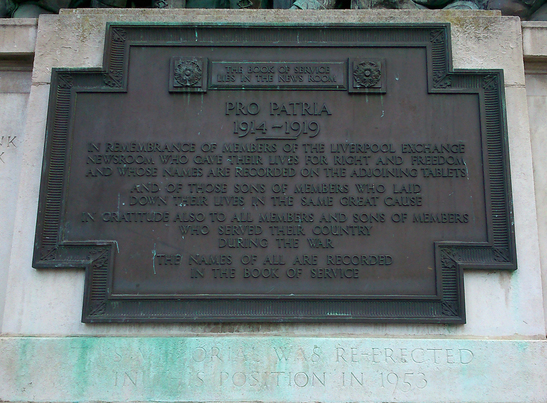 THE BOOK OF SERVICE
LIES IN THE NEWS ROOM
PRO PATRIA
1914-1919
IN REMEMBRANCE OF MEMBERS OF THE LIVERPOOL EXCHANGE
NEWSROOM WHO GAVE THEIR LIVES FOR RIGHT AND FREEDOM
AND WHOSE NAMES ARE RECORDED ON THE ADJOINING TABLETS
AND OF THOSE SONS OF MEMBERS WHO LAID
DOWN THEIR LIVES IN THE SAME GREAT CAUSE
IN GRATITUDE ALSO TO ALL MEMBERS AND SONS OF MEMBERS
WHO SERVED THEIR COUNTRY
DURING THE WAR
THE NAMES OF ALL ARE RECORDED
IN THE BOOK OF SERVICE
WAS RE-ERECTED
IN POSITION IN 1953